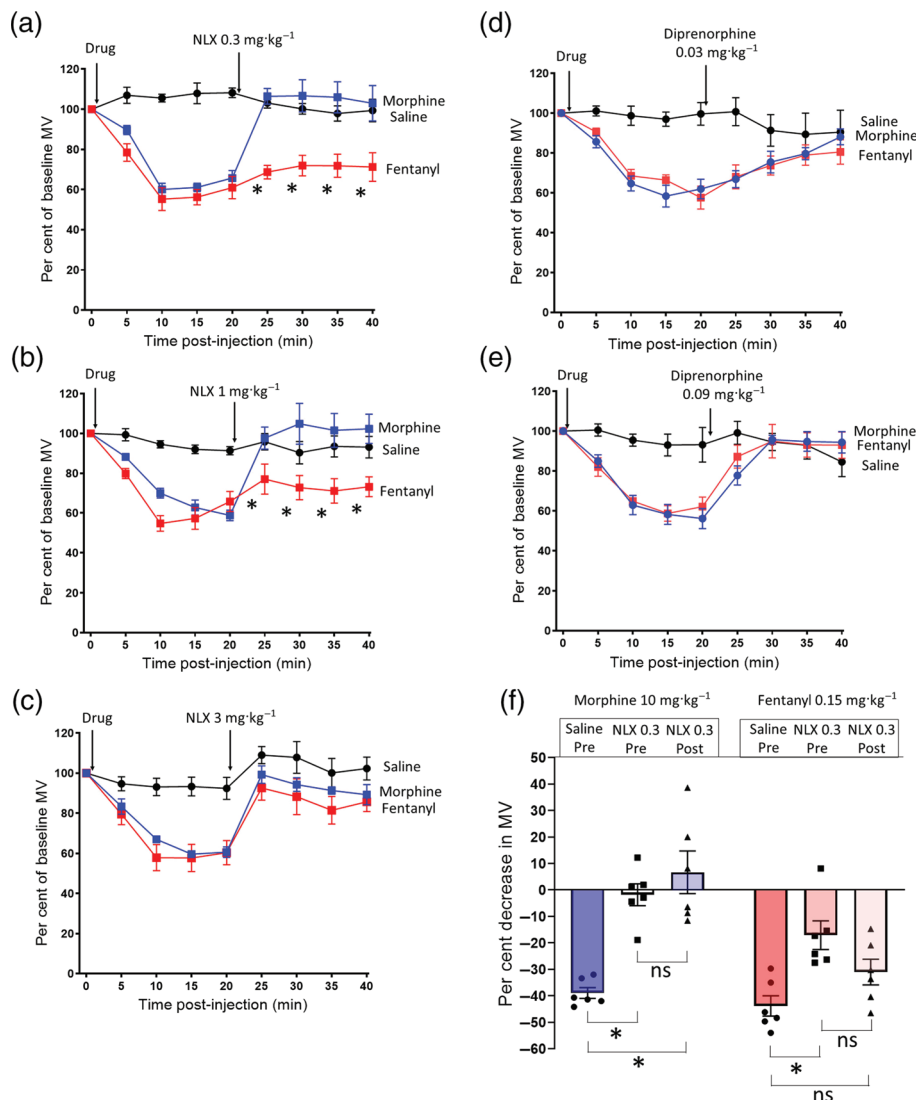 (a)
NLX 0.3 mg·kg⁻¹
Drug
120
100
80
60
40
20
0
Per cent of baseline MV
Morphine
Saline
Fentanyl
* * * *
0 5 10 15 20 25 30 35 40
Time post-injection (min)
(b)
Drug
NLX 1 mg·kg⁻¹
120
100
80
60
40
20
0
Per cent of baseline MV
Morphine
Saline
Fentanyl
* * * *
0 5 10 15 20 25 30 35 40
Time post-injection (min)
(c)
Drug
NLX 3 mg·kg⁻¹
120
100
80
60
40
20
0
Per cent of baseline MV
Saline
Morphine
Fentanyl
0 5 10 15 20 25 30 35 40
Time post-injection (min)
(d)
Diprenorphine
0.03 mg·kg⁻¹
Drug
120
100
80
60
40
20
0
Per cent of baseline MV
Saline
Morphine
Fentanyl
0 5 10 15 20 25 30 35 40
Time post-injection (min)
(e)
Drug
Diprenorphine
0.09 mg·kg⁻¹
120
100
80
60
40
20
0
Per cent of baseline MV
Morphine
Fentanyl
Saline
0 5 10 15 20 25 30 35 40
Time post-injection (min)
(f)
Morphine 10 mg·kg⁻¹ Fentanyl 0.15 mg·kg⁻¹
Saline NLX 0.3 NLX 0.3 Saline NLX 0.3 NLX 0.3
Pre Pre Post Pre Pre Post
50
40
30
20
10
0
−10
−20
−30
−40
−50
−60
Per cent decrease in MV
ns
*
*
ns
*
ns